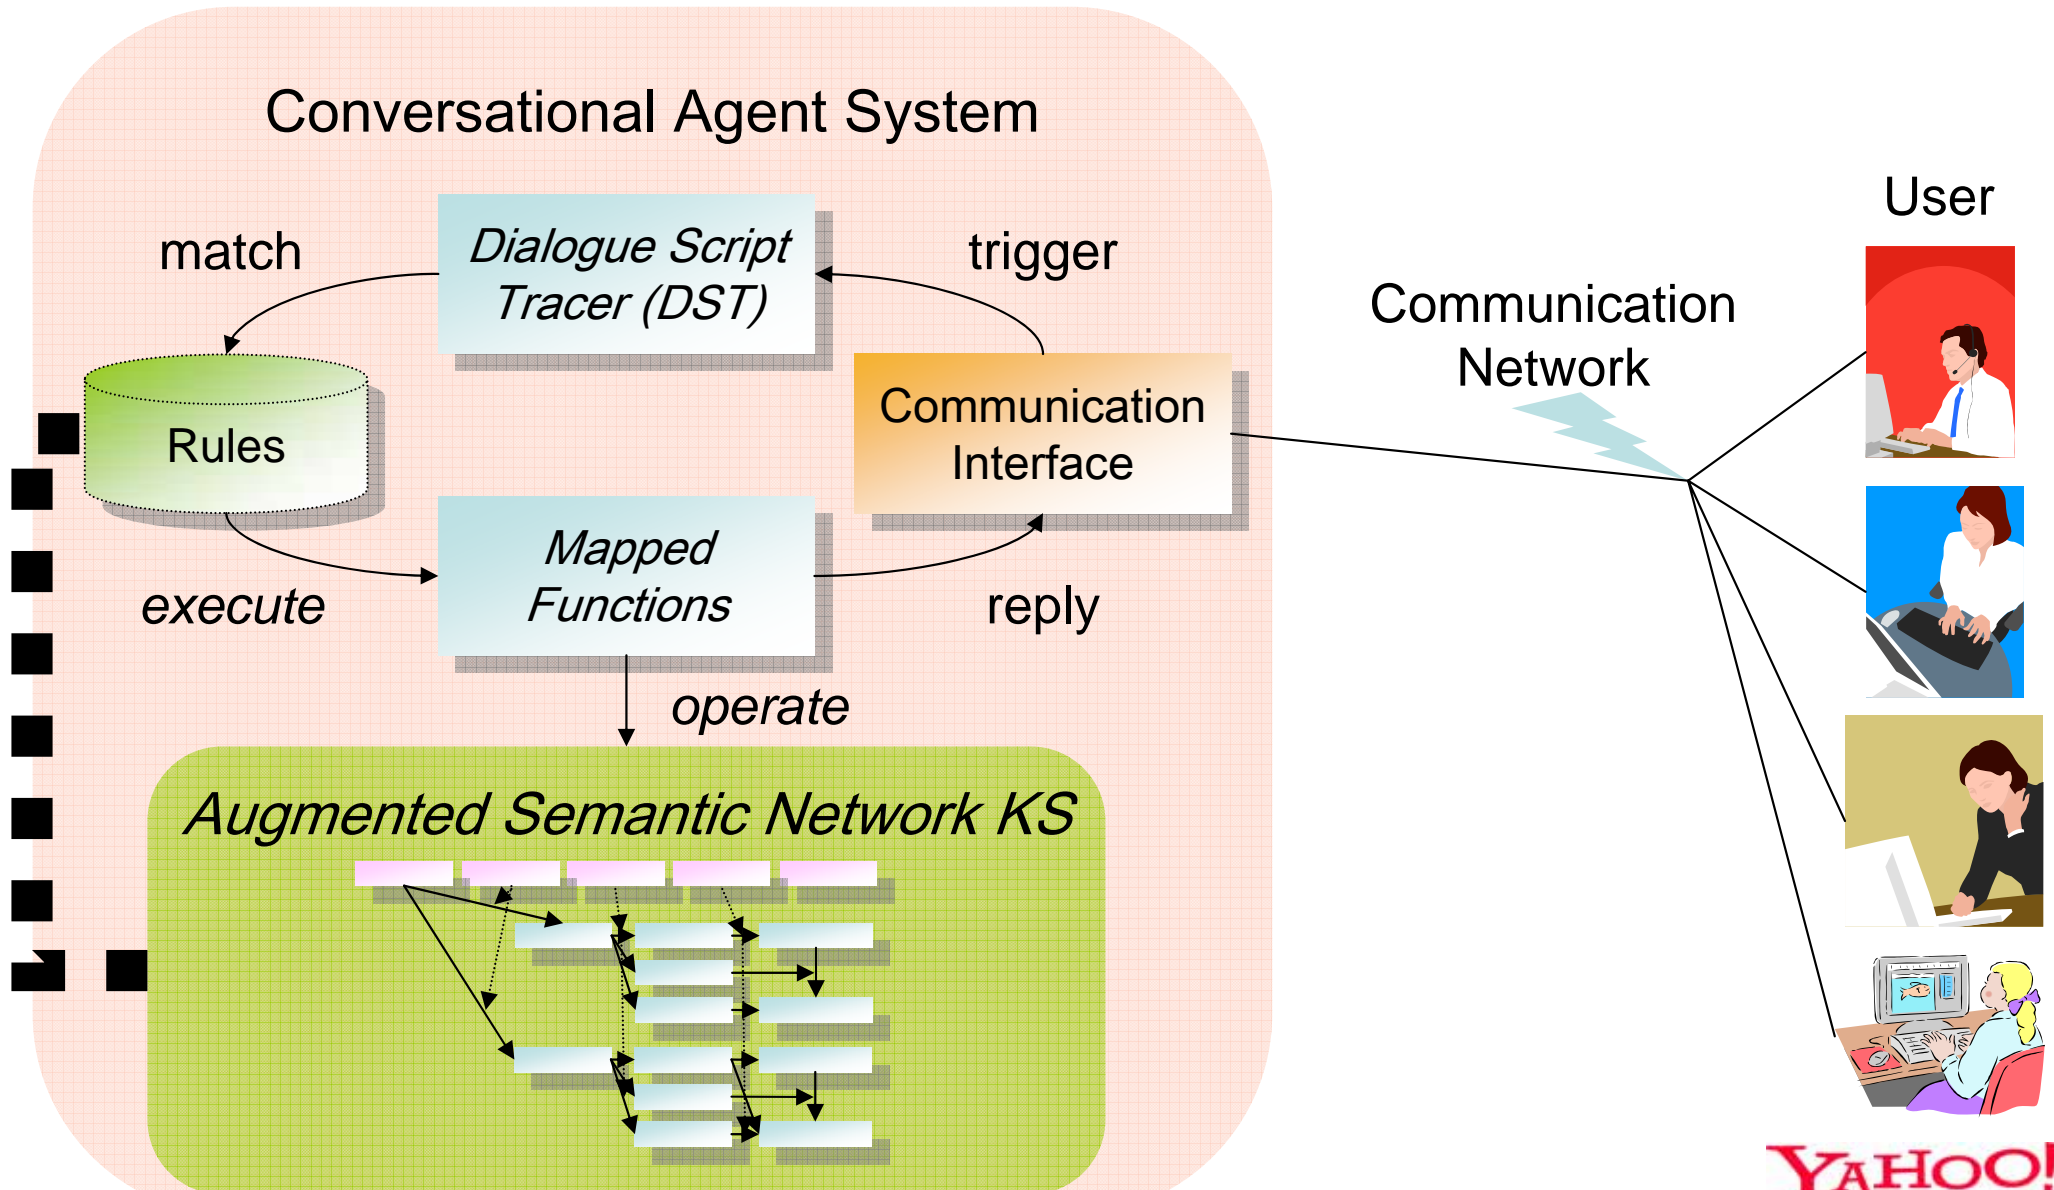 Conversational Agent System
User
match
Dialogue Script
Tracer (DST)
trigger
Communication
Network
Rules
Communication
Interface
Mapped
Functions
execute
reply
operate
Augmented Semantic Network KS
YAHOO!